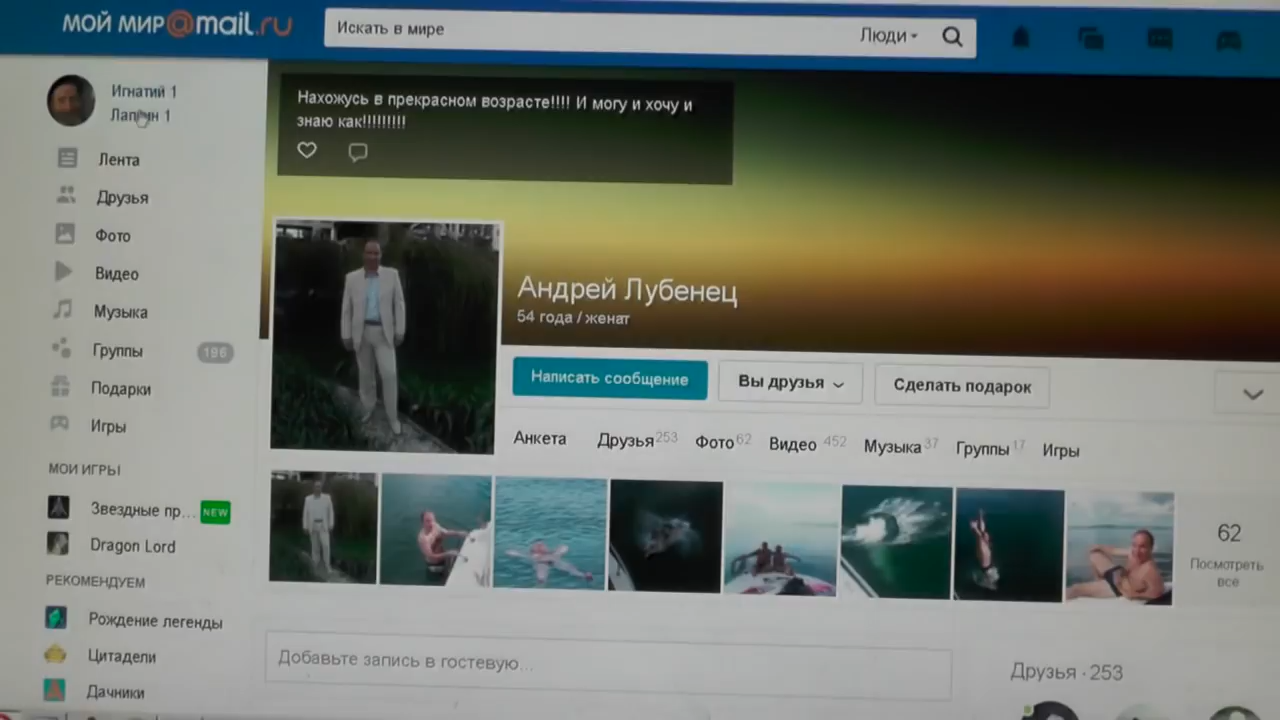 МОЙ МИР@mail.ru
Искать в мире
Люди
Игнатий 1
Лапин 1
Лента
Друзья
Фото
Видео
Музыка
Группы 196
Подарки
Игры
МОИ ИГРЫ
Звездные пр... NEW
Dragon Lord
РЕКОМЕНДУЕМ
Рождение легенды
Цитадели
Дачники
Нахожусь в прекрасном возрасте!!!! И могу и хочу и
знаю как!!!!!!!!!
Андрей Лубенец
54 года / женат
Написать сообщение
Вы друзья
Сделать подарок
Анкета Друзья 253 Фото 62 Видео 452 Музыка 37 Группы 17 Игры
62
Посмотреть
все
Добавьте запись в гостевую...
Друзья · 253